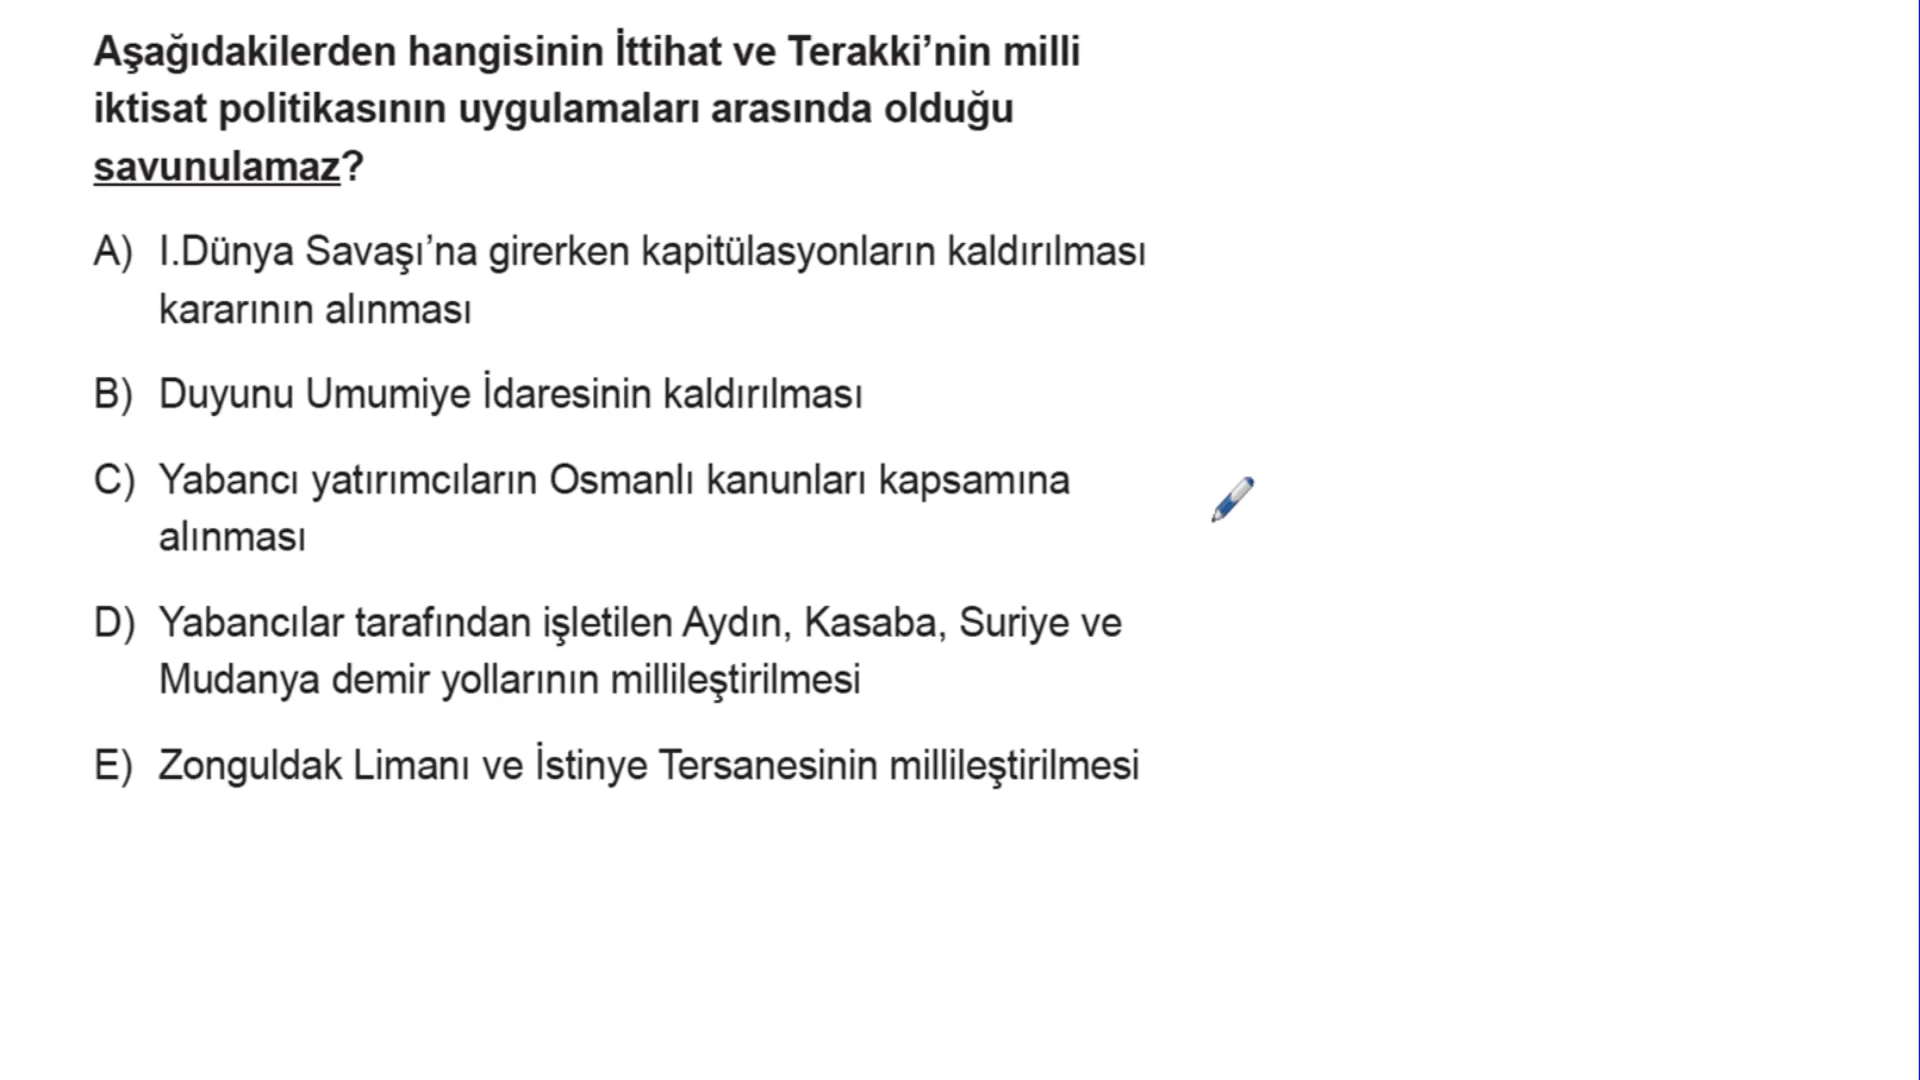 Aşağıdakilerden hangisinin İttihat ve Terakki’nin milli
iktisat politikasının uygulamaları arasında olduğu
savunulamaz?
A) I.Dünya Savaşı’na girerken kapitülasyonların kaldırılması
kararının alınması
B) Duyunu Umumiye İdaresinin kaldırılması
C) Yabancı yatırımcıların Osmanlı kanunları kapsamına
alınması
D) Yabancılar tarafından işletilen Aydın, Kasaba, Suriye ve
Mudanya demir yollarının millileştirilmesi
E) Zonguldak Limanı ve İstinye Tersanesinin millileştirilmesi